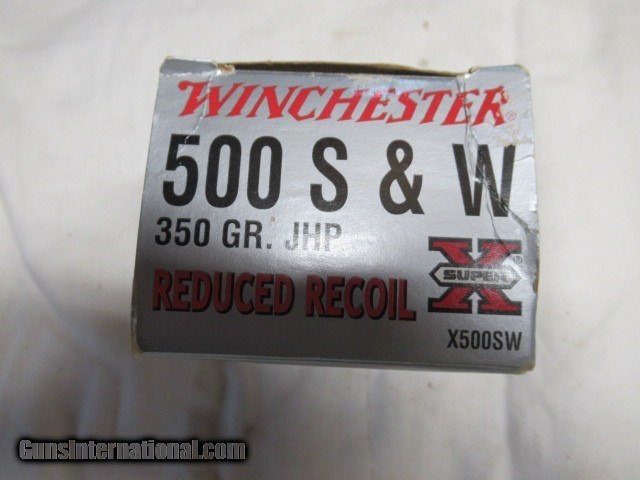 WINCHESTER®
500 S & W
350 GR. JHP
REDUCED RECOIL
SUPER X®
X500SW
GunsInternational.com